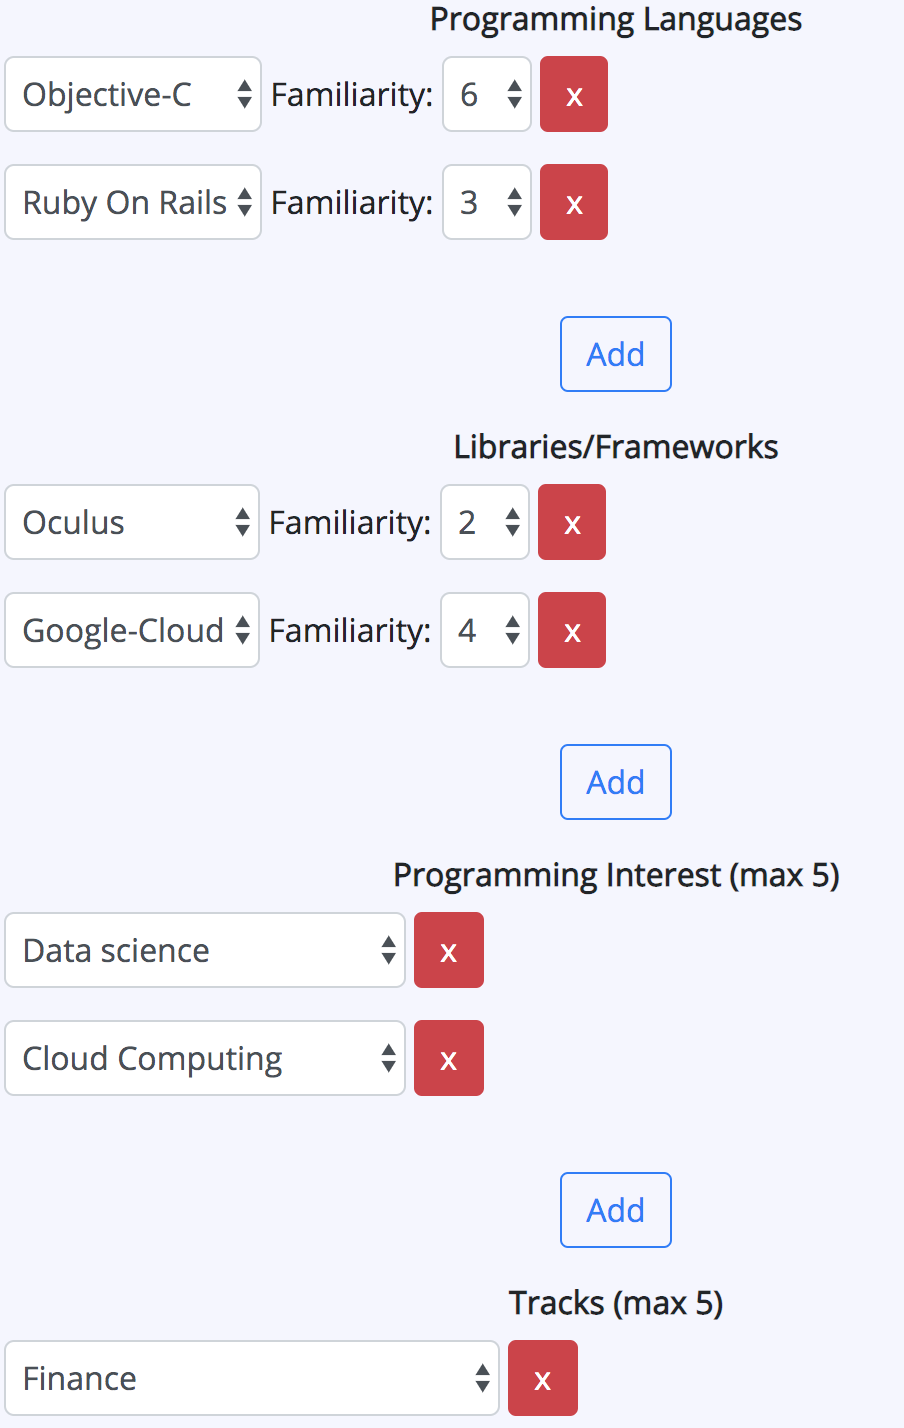 Programming Languages
Objective-C Familiarity: 6 x
Ruby On Rails Familiarity: 3 x
Add
Libraries/Frameworks
Oculus Familiarity: 2 x
Google-Cloud Familiarity: 4 x
Add
Programming Interest (max 5)
Data science x
Cloud Computing x
Add
Tracks (max 5)
Finance x